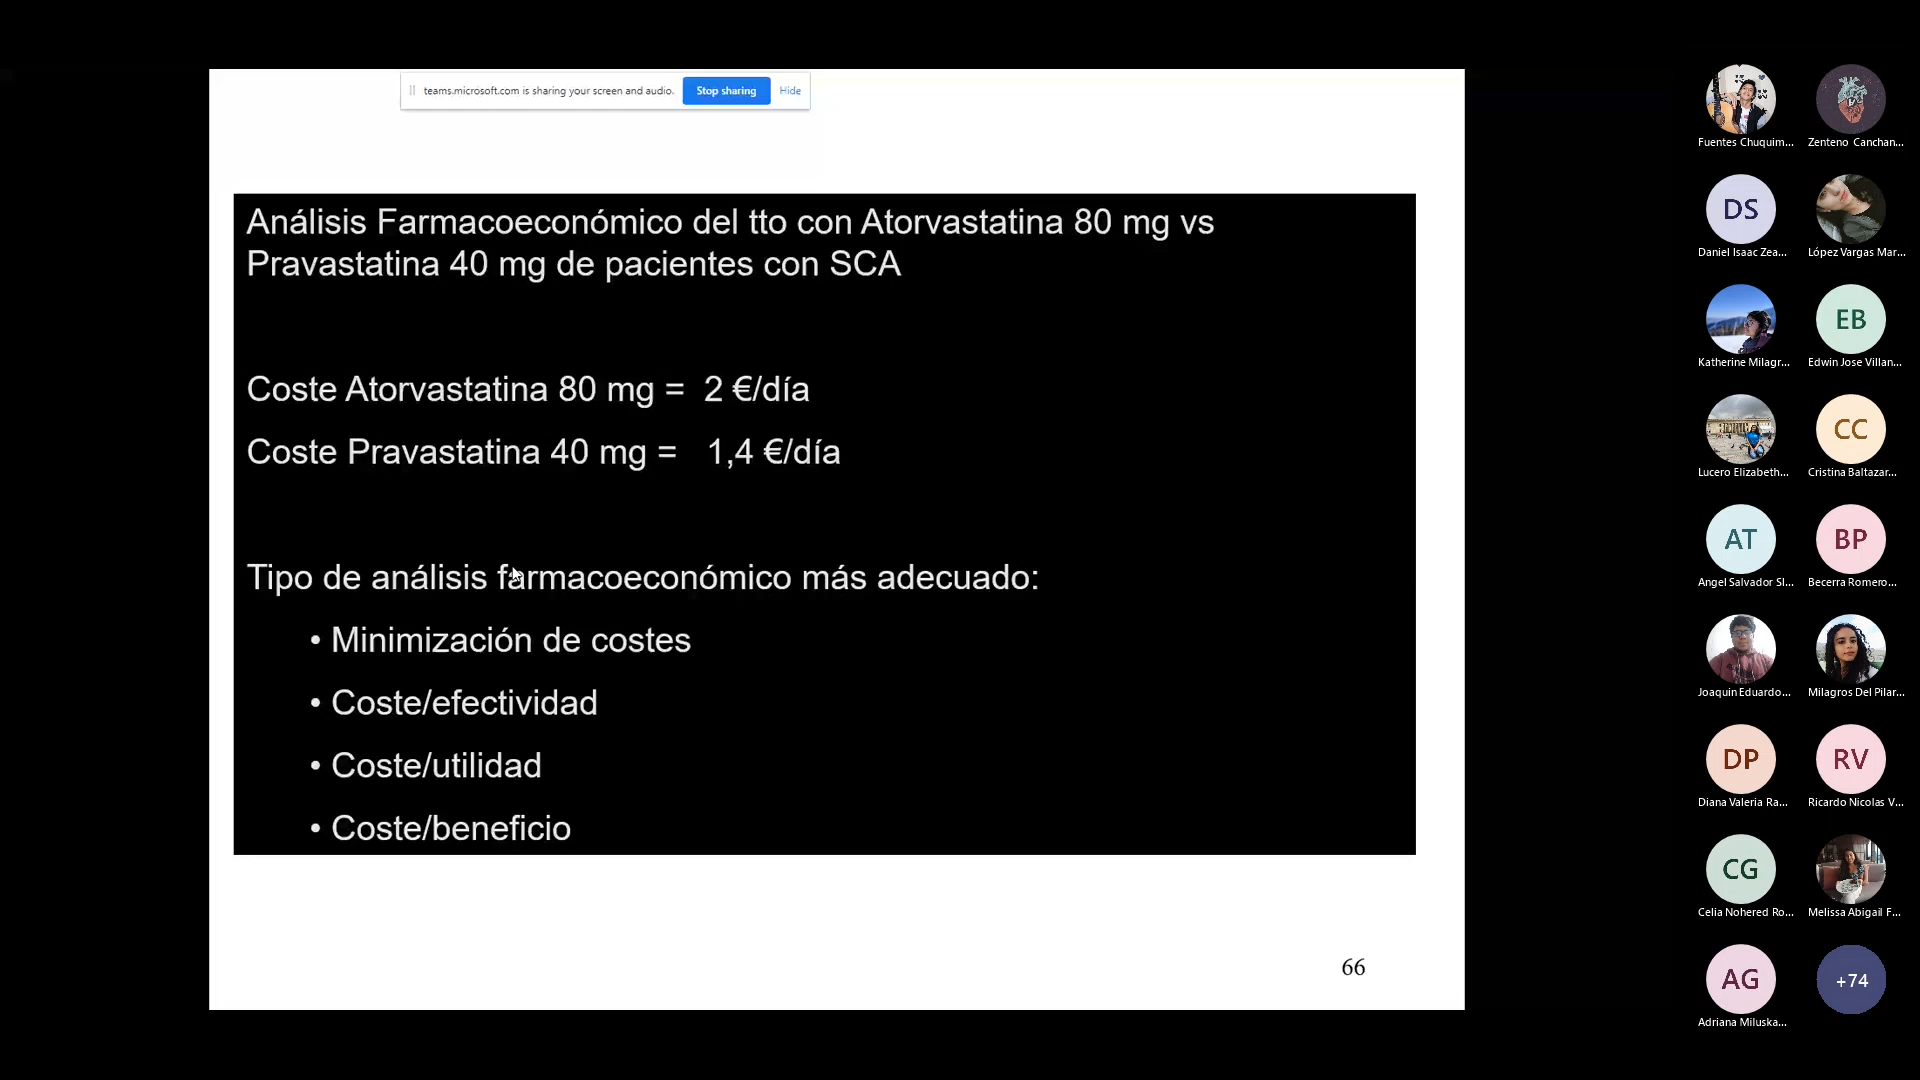 teams.microsoft.com is sharing your screen and audio. Stop sharing Hide
Análisis Farmacoeconómico del tto con Atorvastatina 80 mg vs
Pravastatina 40 mg de pacientes con SCA
Coste Atorvastatina 80 mg = 2 €/día
Coste Pravastatina 40 mg = 1,4 €/día
Tipo de análisis farmacoeconómico más adecuado:
• Minimización de costes
• Coste/efectividad
• Coste/utilidad
• Coste/beneficio
66
Fuentes Chuquim... Zenteno Canchan...
DS
Daniel Isaac Zea... López Vargas Mar...
EB
Katherine Milagr... Edwin Jose Villan...
CC
Lucero Elizabeth... Cristina Baltazar...
AT BP
Angel Salvador Sl... Becerra Romero...
Joaquin Eduardo... Milagros Del Pilar...
DP RV
Diana Valeria Ra... Ricardo Nicolas V...
CG
Celia Nohered Ro... Melissa Abigail F...
AG +74
Adriana Miluska...